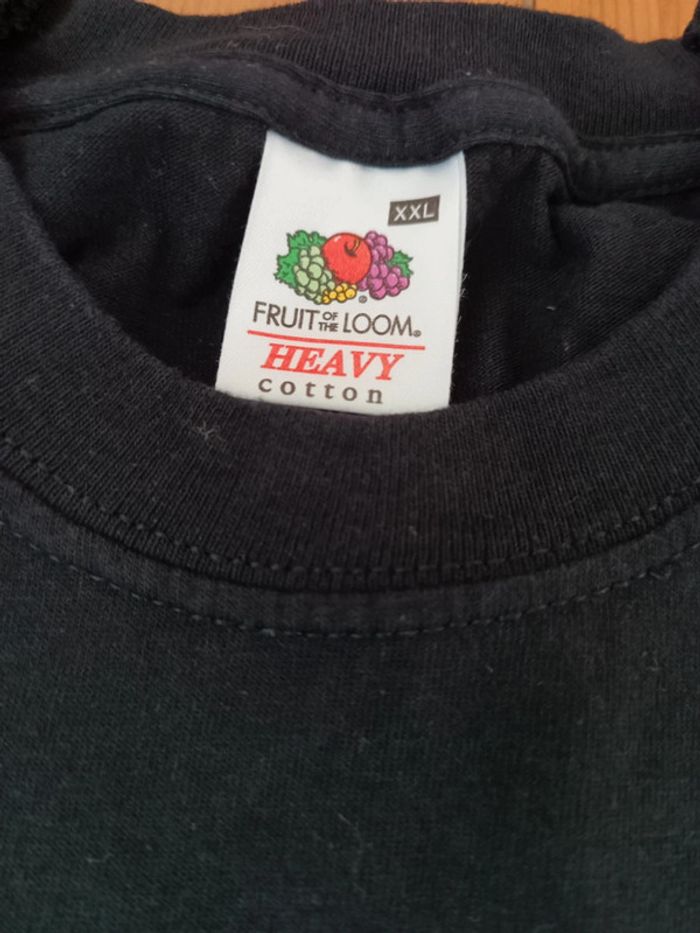 XXL
FRUIT OF THE LOOM®
HEAVY
cotton